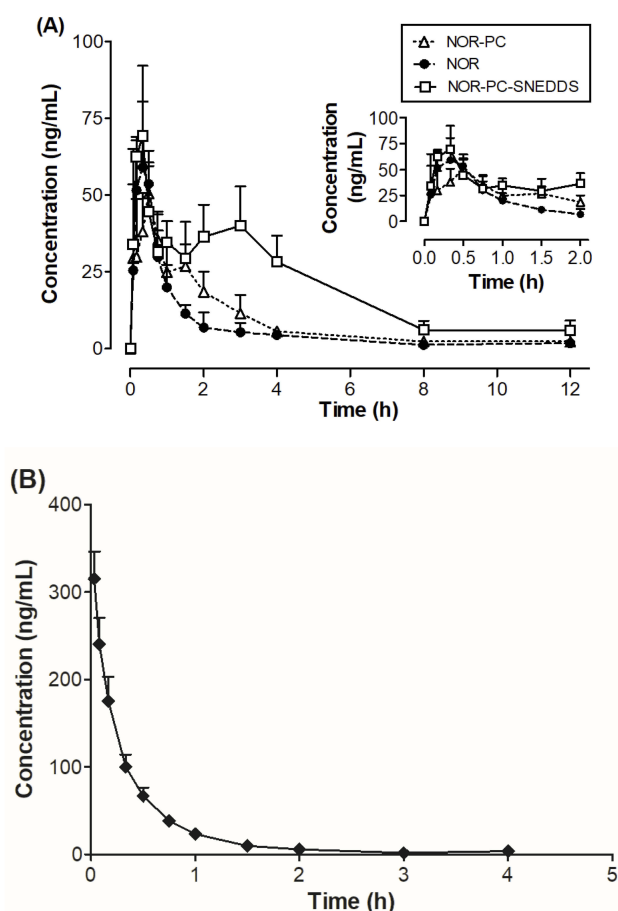 (A)
NOR-PC
NOR
NOR-PC-SNEDDS
Concentration (ng/mL)
100
75
50
25
0
0
2
4
6
8
10
12
Time (h)
Concentration
(ng/mL)
100
75
50
25
0
0.0
0.5
1.0
1.5
2.0
Time (h)
(B)
Concentration (ng/mL)
400
300
200
100
0
0
1
2
3
4
5
Time (h)